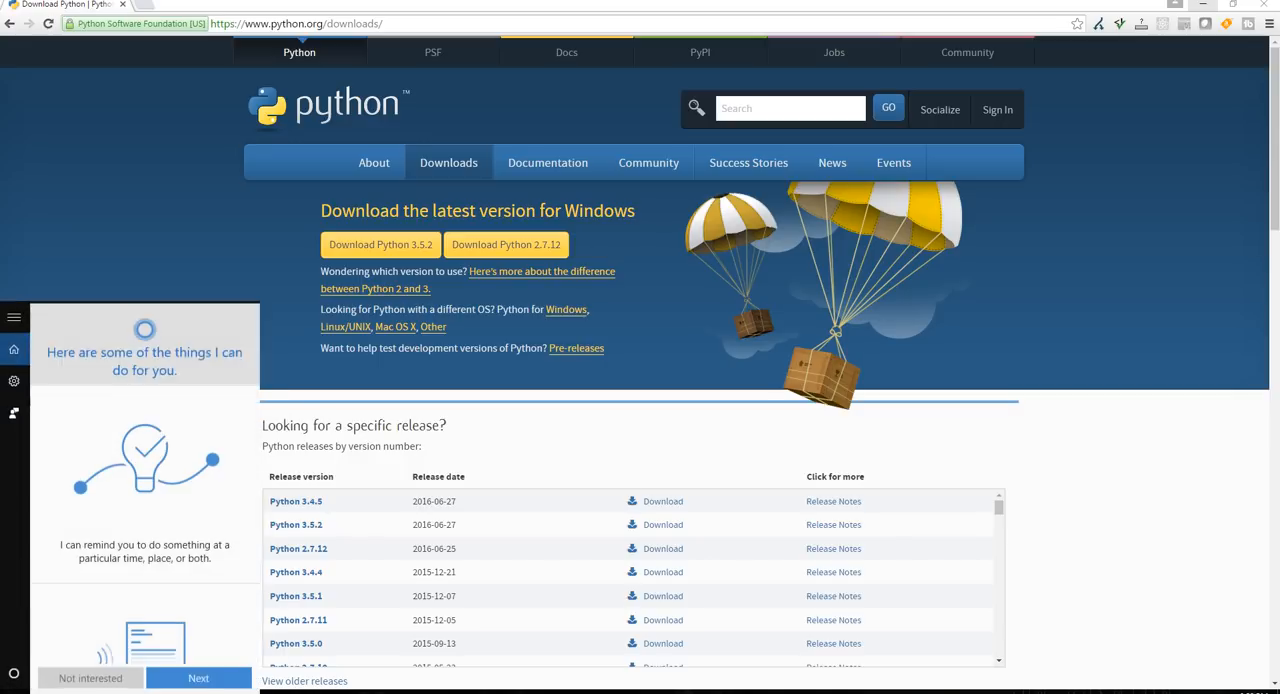 Download Python | Pytho
Python Software Foundation [US] https://www.python.org/downloads/
Python PSF Docs PyPI Jobs Community
python™
Search GO Socialize Sign In
About Downloads Documentation Community Success Stories News Events
Download the latest version for Windows
Download Python 3.5.2 Download Python 2.7.12
Wondering which version to use? Here's more about the difference
between Python 2 and 3.
Looking for Python with a different OS? Python for Windows,
Linux/UNIX, Mac OS X, Other
Want to help test development versions of Python? Pre-releases
Here are some of the things I can
do for you.
I can remind you to do something at a
particular time, place, or both.
Not interested Next
Looking for a specific release?
Python releases by version number:
Release version Release date Click for more
Python 3.4.5 2016-06-27 Download Release Notes
Python 3.5.2 2016-06-27 Download Release Notes
Python 2.7.12 2016-06-25 Download Release Notes
Python 3.4.4 2015-12-21 Download Release Notes
Python 3.5.1 2015-12-07 Download Release Notes
Python 2.7.11 2015-12-05 Download Release Notes
Python 3.5.0 2015-09-13 Download Release Notes
View older releases